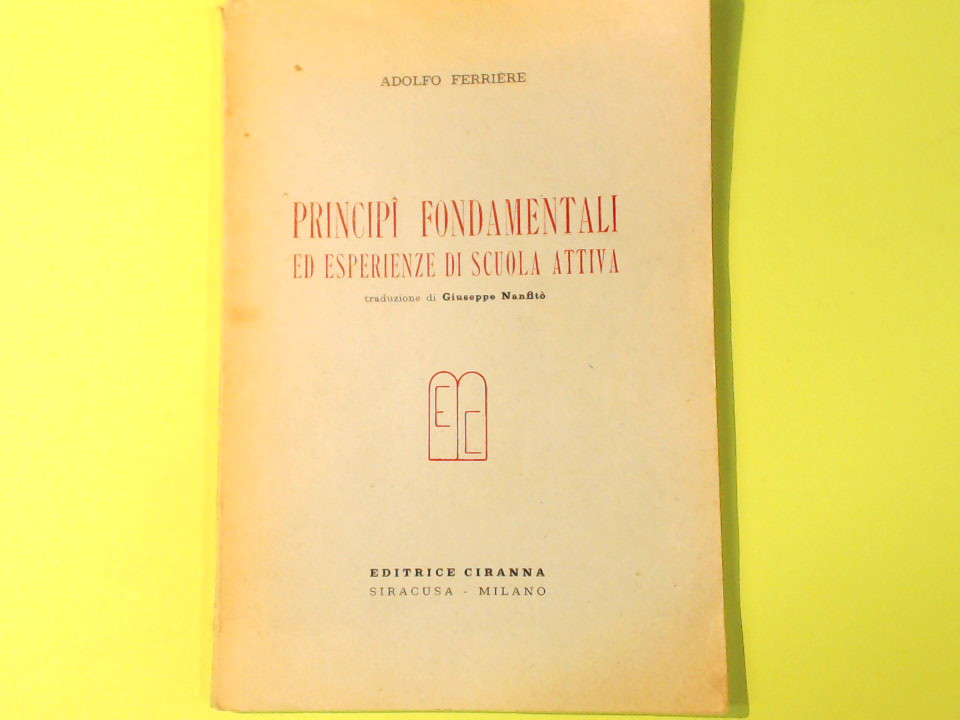 ADOLFO FERRIÈRE
PRINCIPÎ FONDAMENTALI
ED ESPERIENZE DI SCUOLA ATTIVA
traduzione di Giuseppe Nanfitò
EC
EDITRICE CIRANNA
SIRACUSA - MILANO